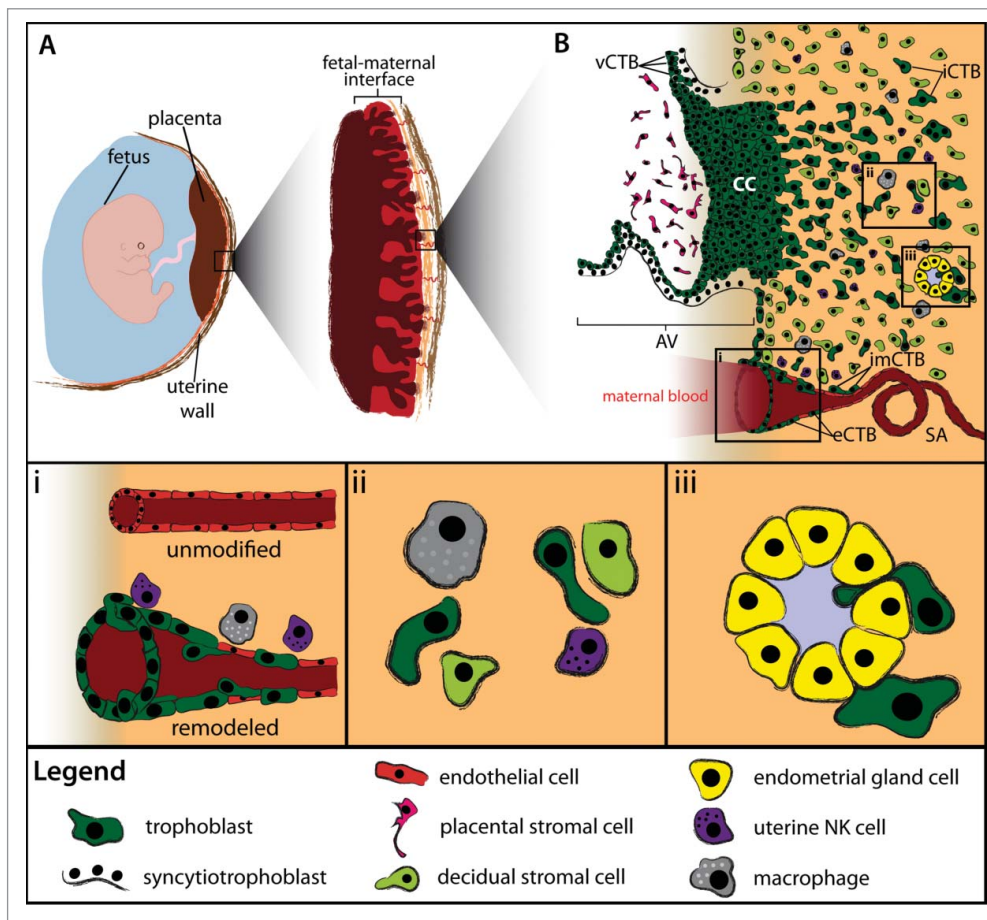 A
fetal-maternal
interface
placenta
fetus
uterine
wall
B
vCTB
iCTB
CC
ii
iii
AV
i
imCTB
maternal blood
eCTB
SA
i
unmodified
remodeled
ii
iii
Legend
trophoblast
syncytiotrophoblast
endothelial cell
placental stromal cell
decidual stromal cell
endometrial gland cell
uterine NK cell
macrophage